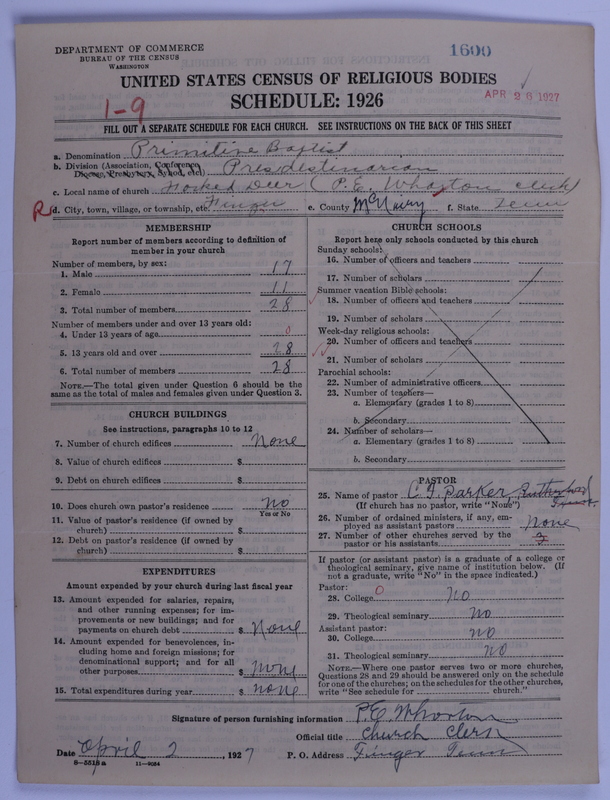 DEPARTMENT OF COMMERCE
BUREAU OF THE CENSUS
WASHINGTON
1600
UNITED STATES CENSUS OF RELIGIOUS BODIES
SCHEDULE: 1926
APR 26 1927
1-9
FILL OUT A SEPARATE SCHEDULE FOR EACH CHURCH. SEE INSTRUCTIONS ON THE BACK OF THIS SHEET
a. Denomination Primitive Baptist
b. Division (Association, Conference, Diocese, Presbytery, Synod, etc.) Presdestinarian
c. Local name of church Forked Deer (P. E. Wharton clerk)
R d. City, town, village, or township, etc. Finger e. County McNairy f. State Tenn
MEMBERSHIP
Report number of members according to definition of
member in your church
Number of members, by sex:
1. Male 17
2. Female 11
3. Total number of members 28
Number of members under and over 13 years old:
4. Under 13 years of age 0
5. 13 years old and over 28
6. Total number of members 28
NOTE.—The total given under Question 6 should be the
same as the total of males and females given under Question 3.
CHURCH BUILDINGS
See instructions, paragraphs 10 to 12
7. Number of church edifices None
8. Value of church edifices $
9. Debt on church edifices $
10. Does church own pastor's residence no
Yes or No
11. Value of pastor's residence (if owned by
church) $
12. Debt on pastor's residence (if owned by
church) $
EXPENDITURES
Amount expended by your church during last fiscal year
13. Amount expended for salaries, repairs,
and other running expenses; for im-
provements or new buildings; and for
payments on church debt $ None
14. Amount expended for benevolences, in-
cluding home and foreign missions; for
denominational support; and for all
other purposes $ None
15. Total expenditures during year $ none
CHURCH SCHOOLS
Report here only schools conducted by this church
Sunday schools:
16. Number of officers and teachers
17. Number of scholars
Summer vacation Bible schools:
18. Number of officers and teachers
19. Number of scholars
Week-day religious schools:
20. Number of officers and teachers
21. Number of scholars
Parochial schools:
22. Number of administrative officers
23. Number of teachers—
a. Elementary (grades 1 to 8)
b. Secondary
24. Number of scholars—
a. Elementary (grades 1 to 8)
b. Secondary
PASTOR
25. Name of pastor C. F. Parker
(If church has no pastor, write "None")
26. Number of ordained ministers, if any, em-
ployed as assistant pastors none
27. Number of other churches served by the
pastor or his assistants 3
If pastor (or assistant pastor) is a graduate of a college or
theological seminary, give name of institution below. (If
not a graduate, write "No" in the space indicated.)
Pastor:
28. College 0 no
29. Theological seminary no
Assistant pastor:
30. College no
31. Theological seminary no
NOTE.—Where one pastor serves two or more churches,
Questions 28 and 29 should be answered only on the schedule
for one of the churches; on the schedules for the other churches,
write "See schedule for church."
Signature of person furnishing information P. E. Wharton
Official title Church Clerk
Date April 2, 1927 P. O. Address Finger Tenn
8-5518a 11-9054